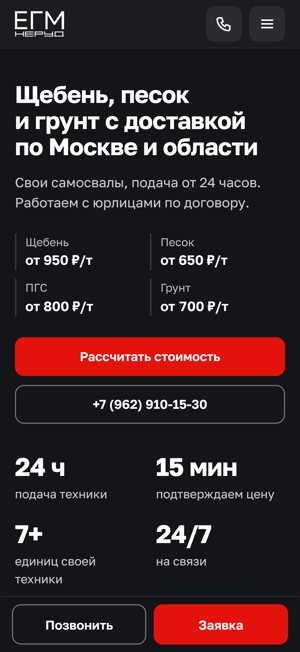 ЕГМ
НЕРУД
Щебень, песок
и грунт с доставкой
по Москве и области
Свои самосвалы, подача от 24 часов.
Работаем с юрлицами по договору.
Щебень
от 950 ₽/т
Песок
от 650 ₽/т
ПГС
от 800 ₽/т
Грунт
от 700 ₽/т
Рассчитать стоимость
+7 (962) 910-15-30
24 ч
подача техники
15 мин
подтверждаем цену
7+
единиц своей
техники
24/7
на связи
Позвонить
Заявка